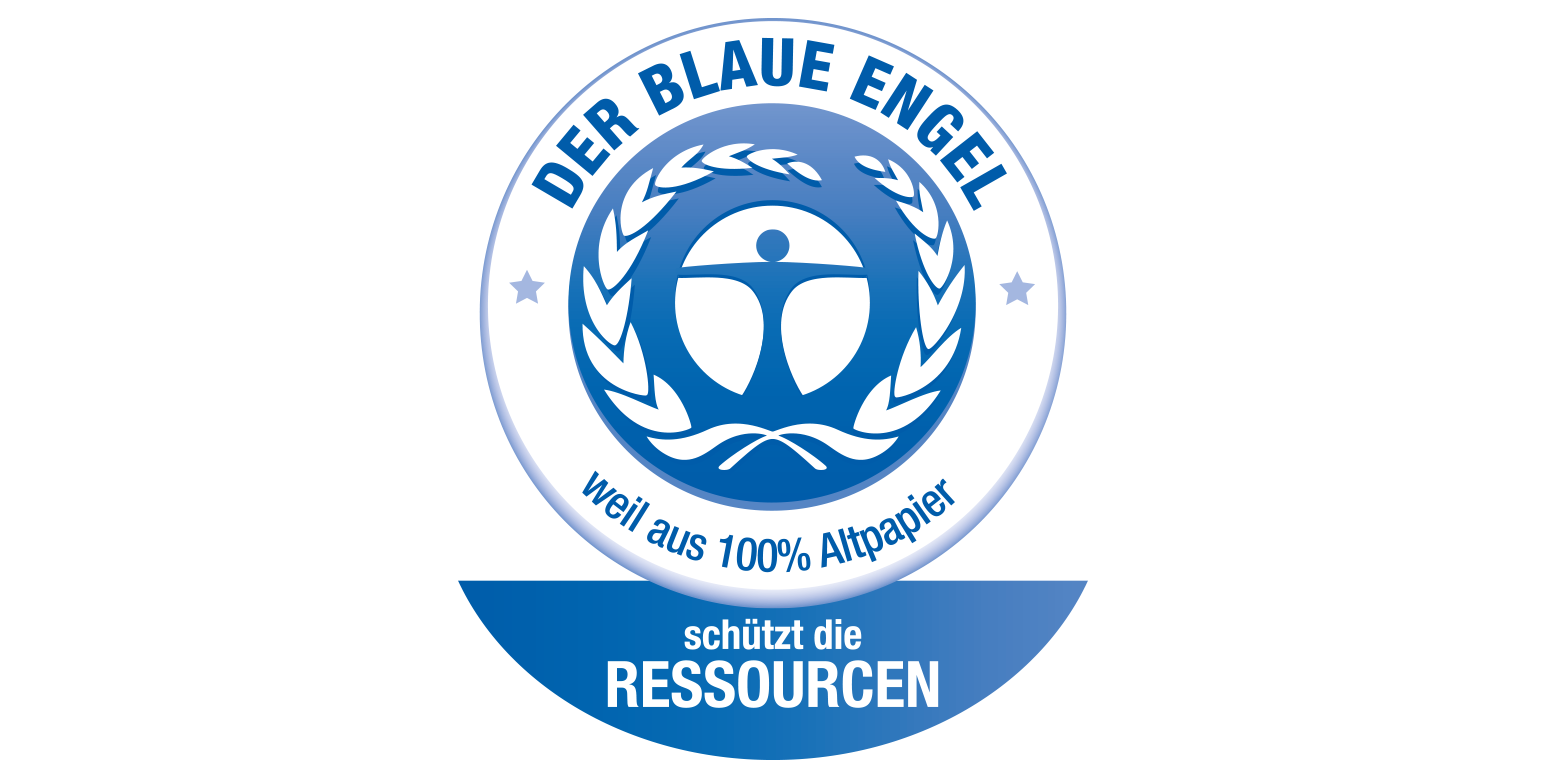 DER BLAUE ENGEL
weil aus 100% Altpapier
schützt die
RESSOURCEN